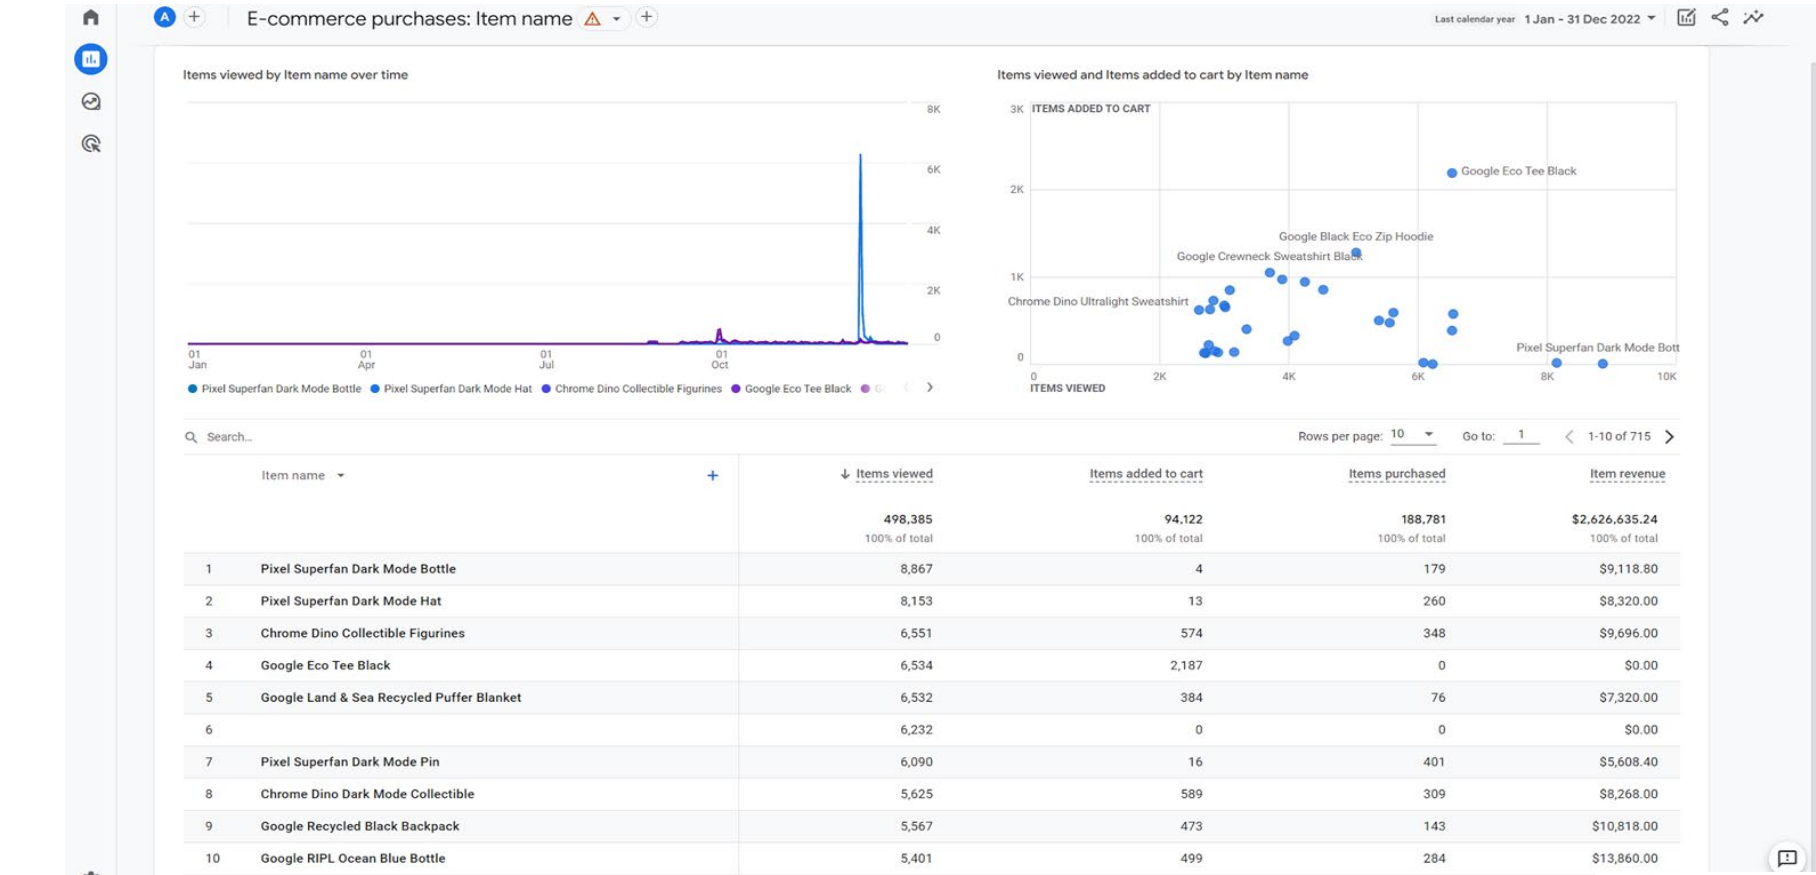 A
E-commerce purchases: Item name
Last calendar year 1 Jan - 31 Dec 2022
Items viewed by Item name over time
8K
6K
4K
2K
0
01 Jan
01 Apr
01 Jul
01 Oct
Pixel Superfan Dark Mode Bottle Pixel Superfan Dark Mode Hat Chrome Dino Collectible Figurines Google Eco Tee Black
Items viewed and Items added to cart by Item name
3K ITEMS ADDED TO CART
Google Eco Tee Black
2K
Google Black Eco Zip Hoodie
Google Crewneck Sweatshirt Black
1K
Chrome Dino Ultralight Sweatshirt
Pixel Superfan Dark Mode Bott
0
0 2K 4K 6K 8K 10K
ITEMS VIEWED
Search...
Rows per page: 10 Go to: 1 1-10 of 715
Item name + Items viewed Items added to cart Items purchased Item revenue
498,385 94,122 188,781 $2,626,635.24
100% of total 100% of total 100% of total 100% of total
1 Pixel Superfan Dark Mode Bottle 8,867 4 179 $9,118.80
2 Pixel Superfan Dark Mode Hat 8,153 13 260 $8,320.00
3 Chrome Dino Collectible Figurines 6,551 574 348 $9,696.00
4 Google Eco Tee Black 6,534 2,187 0 $0.00
5 Google Land & Sea Recycled Puffer Blanket 6,532 384 76 $7,320.00
6 6,232 0 0 $0.00
7 Pixel Superfan Dark Mode Pin 6,090 16 401 $5,608.40
8 Chrome Dino Dark Mode Collectible 5,625 589 309 $8,268.00
9 Google Recycled Black Backpack 5,567 473 143 $10,818.00
10 Google RIPL Ocean Blue Bottle 5,401 499 284 $13,860.00